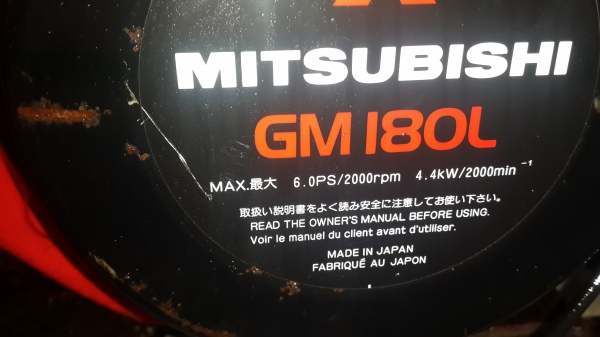 MITSUBISHI
GM 180L
MAX.最大 6.0PS/2000rpm 4.4kW/2000min⁻¹
取扱い説明書をよく読み安全に注意してお使い下さい。
READ THE OWNER'S MANUAL BEFORE USING.
Voir le manuel du client avant d'utiliser.
MADE IN JAPAN
FABRIQUÉ AU JAPON